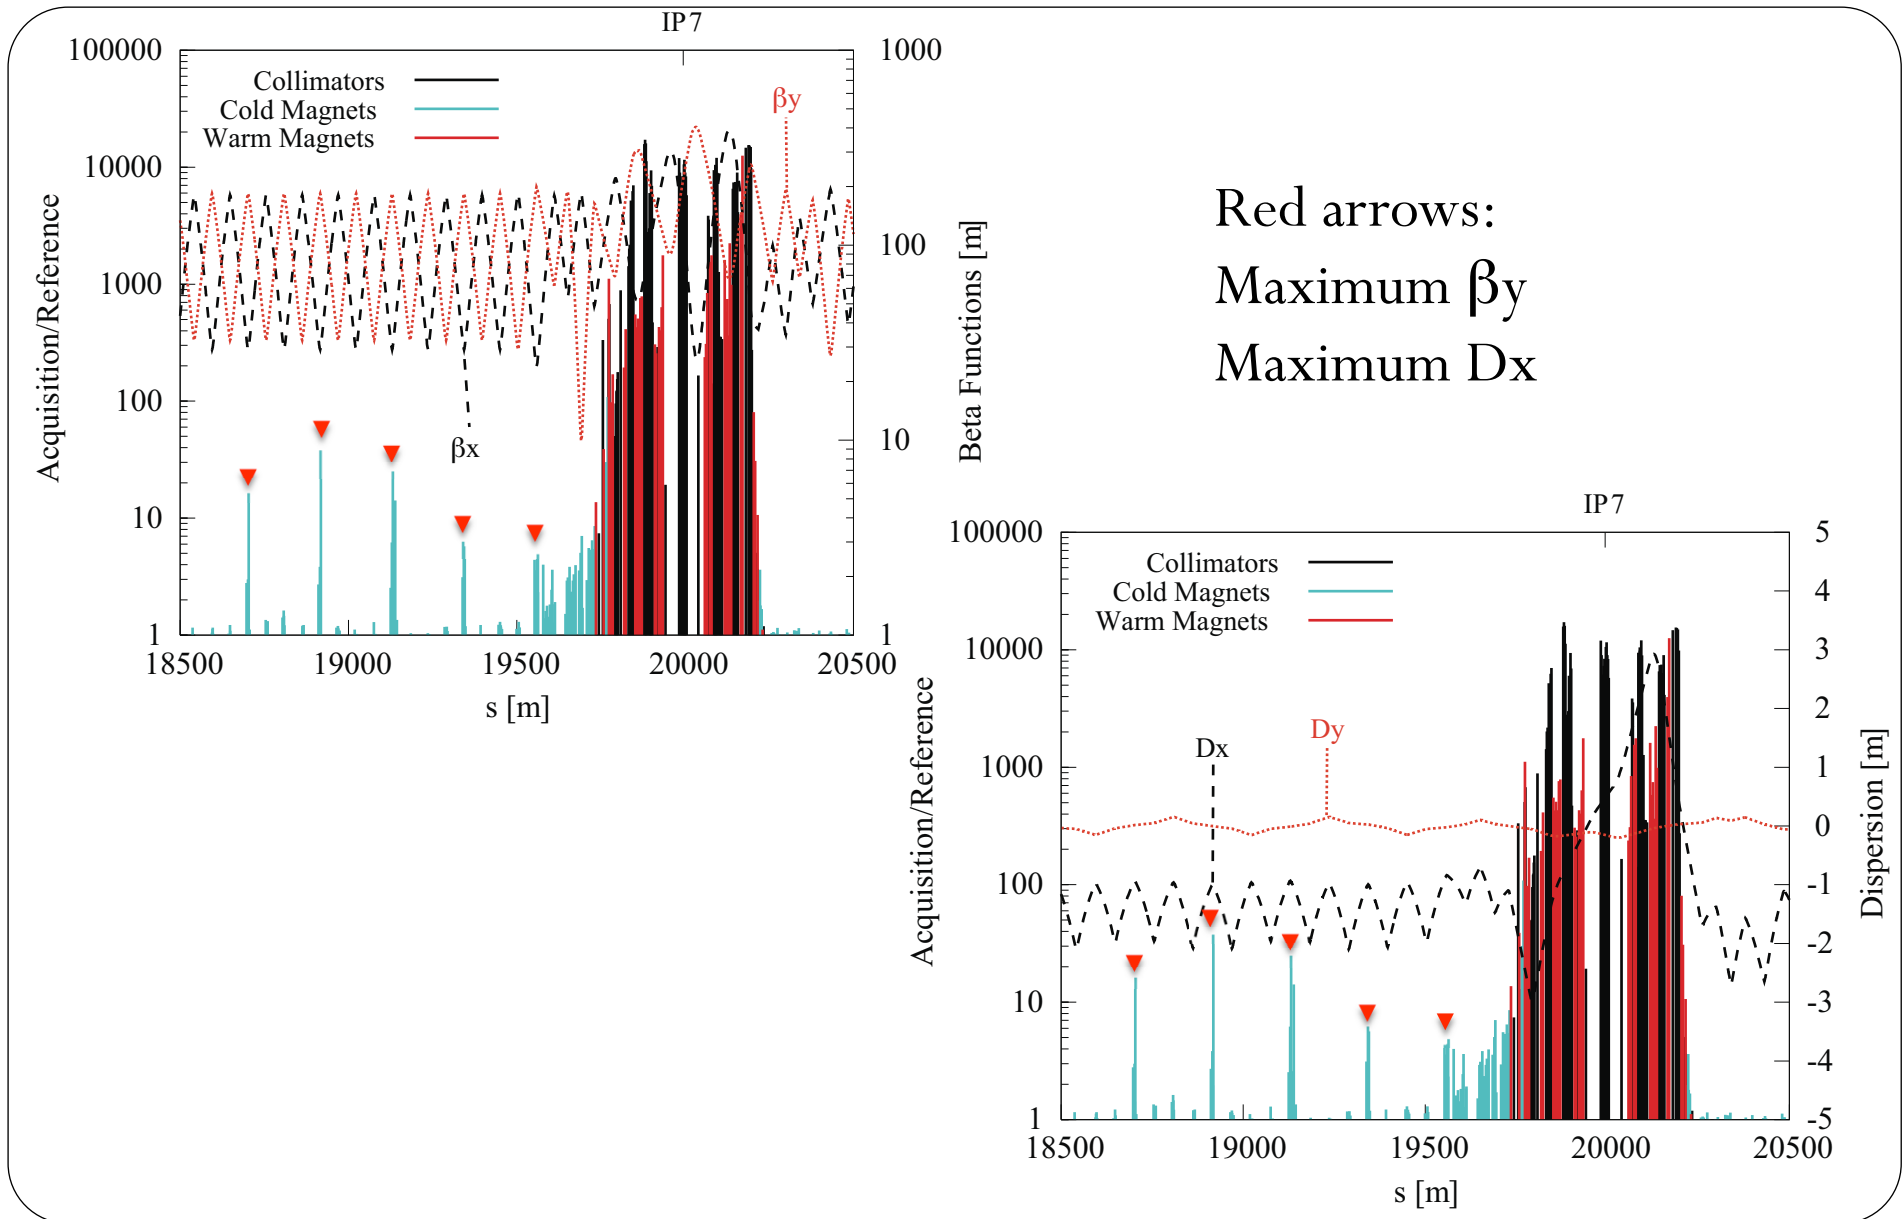 IP7
100000
10000
1000
100
10
1
Acquisition/Reference
Collimators
Cold Magnets
Warm Magnets
βy
βx
1000
100
10
1
Beta Functions [m]
18500
19000
19500
20000
20500
s [m]
Red arrows:
Maximum βy
Maximum Dx
IP7
100000
10000
1000
100
10
1
Acquisition/Reference
Collimators
Cold Magnets
Warm Magnets
Dx
Dy
5
4
3
2
1
0
-1
-2
-3
-4
-5
Dispersion [m]
18500
19000
19500
20000
20500
s [m]